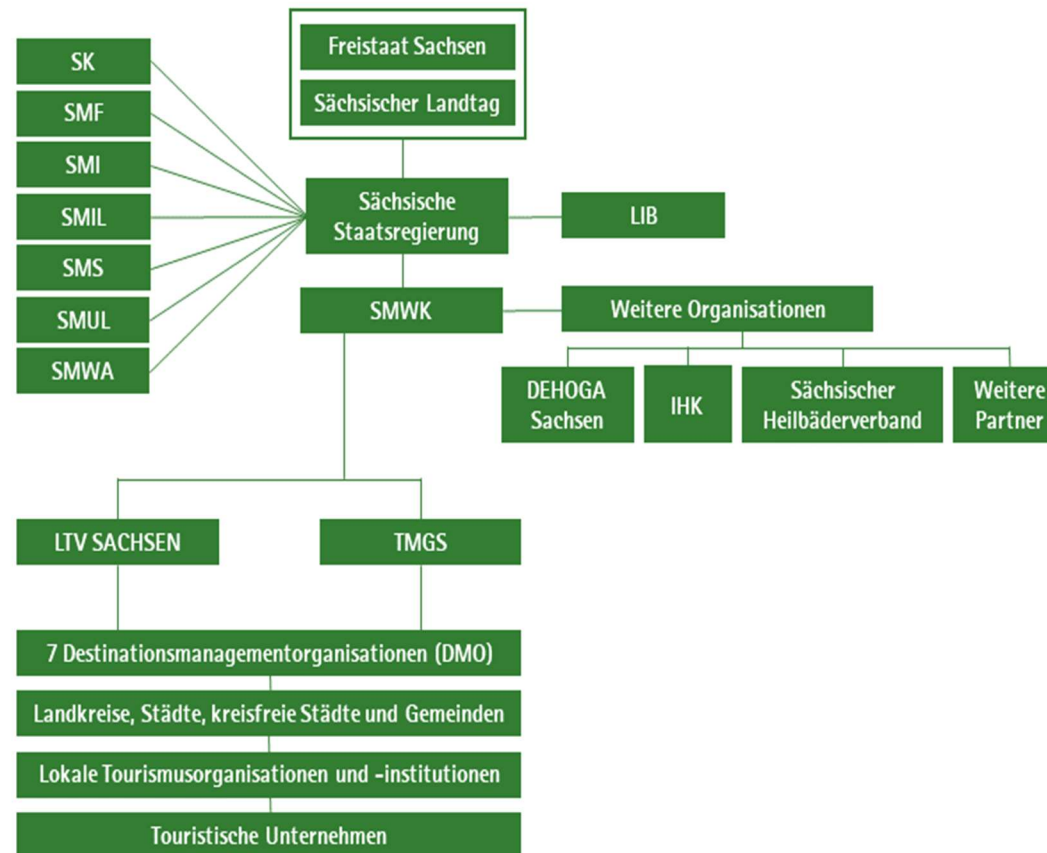 Freistaat Sachsen
Sächsischer Landtag
SK
SMF
SMI
SMIL
SMS
SMUL
SMWA
Sächsische
Staatsregierung
LIB
SMWK
Weitere Organisationen
DEHOGA
Sachsen
IHK
Sächsischer
Heilbäderverband
Weitere
Partner
LTV SACHSEN
TMGS
7 Destinationsmanagementorganisationen (DMO)
Landkreise, Städte, kreisfreie Städte und Gemeinden
Lokale Tourismusorganisationen und -institutionen
Touristische Unternehmen